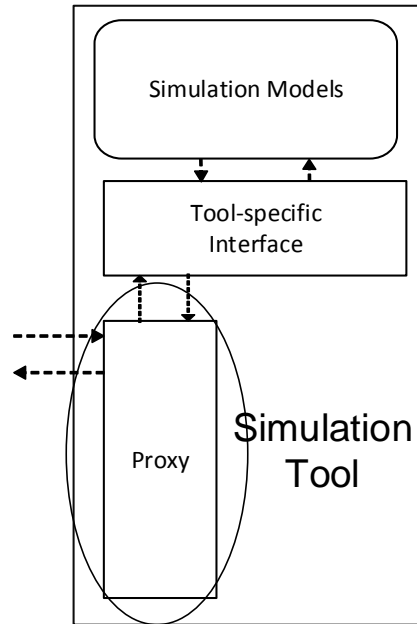 Simulation Models
Tool-specific
Interface
Simulation
Tool
Proxy